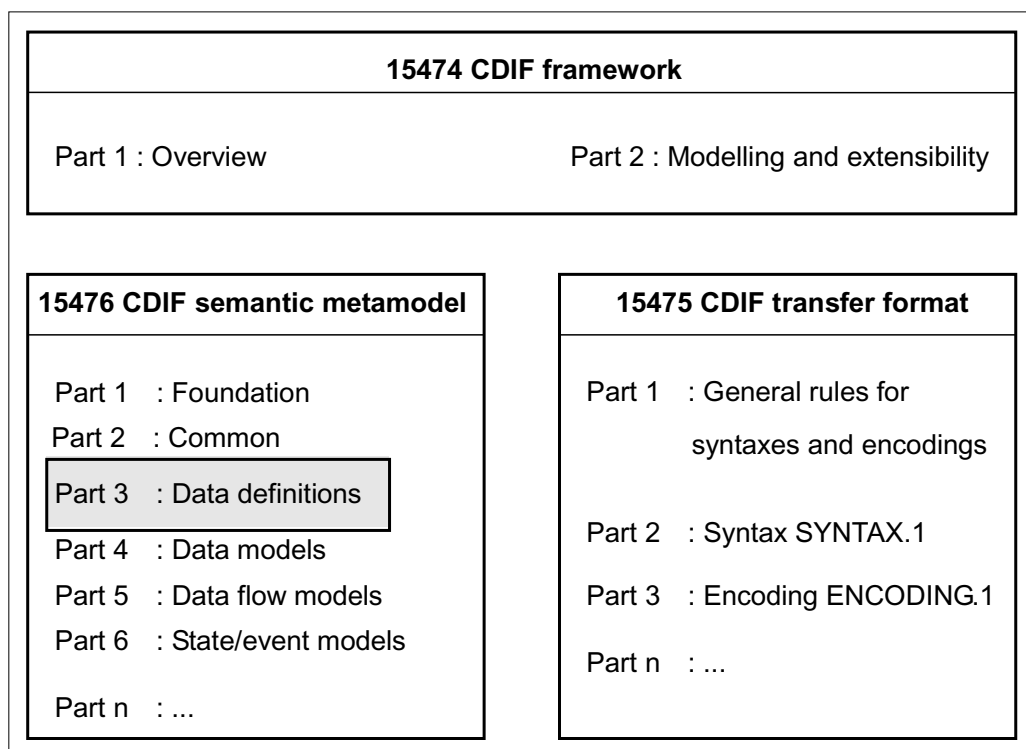 15474 CDIF framework
Part 1 : Overview
Part 2 : Modelling and extensibility
15476 CDIF semantic metamodel
Part 1 : Foundation
Part 2 : Common
Part 3 : Data definitions
Part 4 : Data models
Part 5 : Data flow models
Part 6 : State/event models
Part n : ...
15475 CDIF transfer format
Part 1 : General rules for
syntaxes and encodings
Part 2 : Syntax SYNTAX.1
Part 3 : Encoding ENCODING.1
Part n : ...